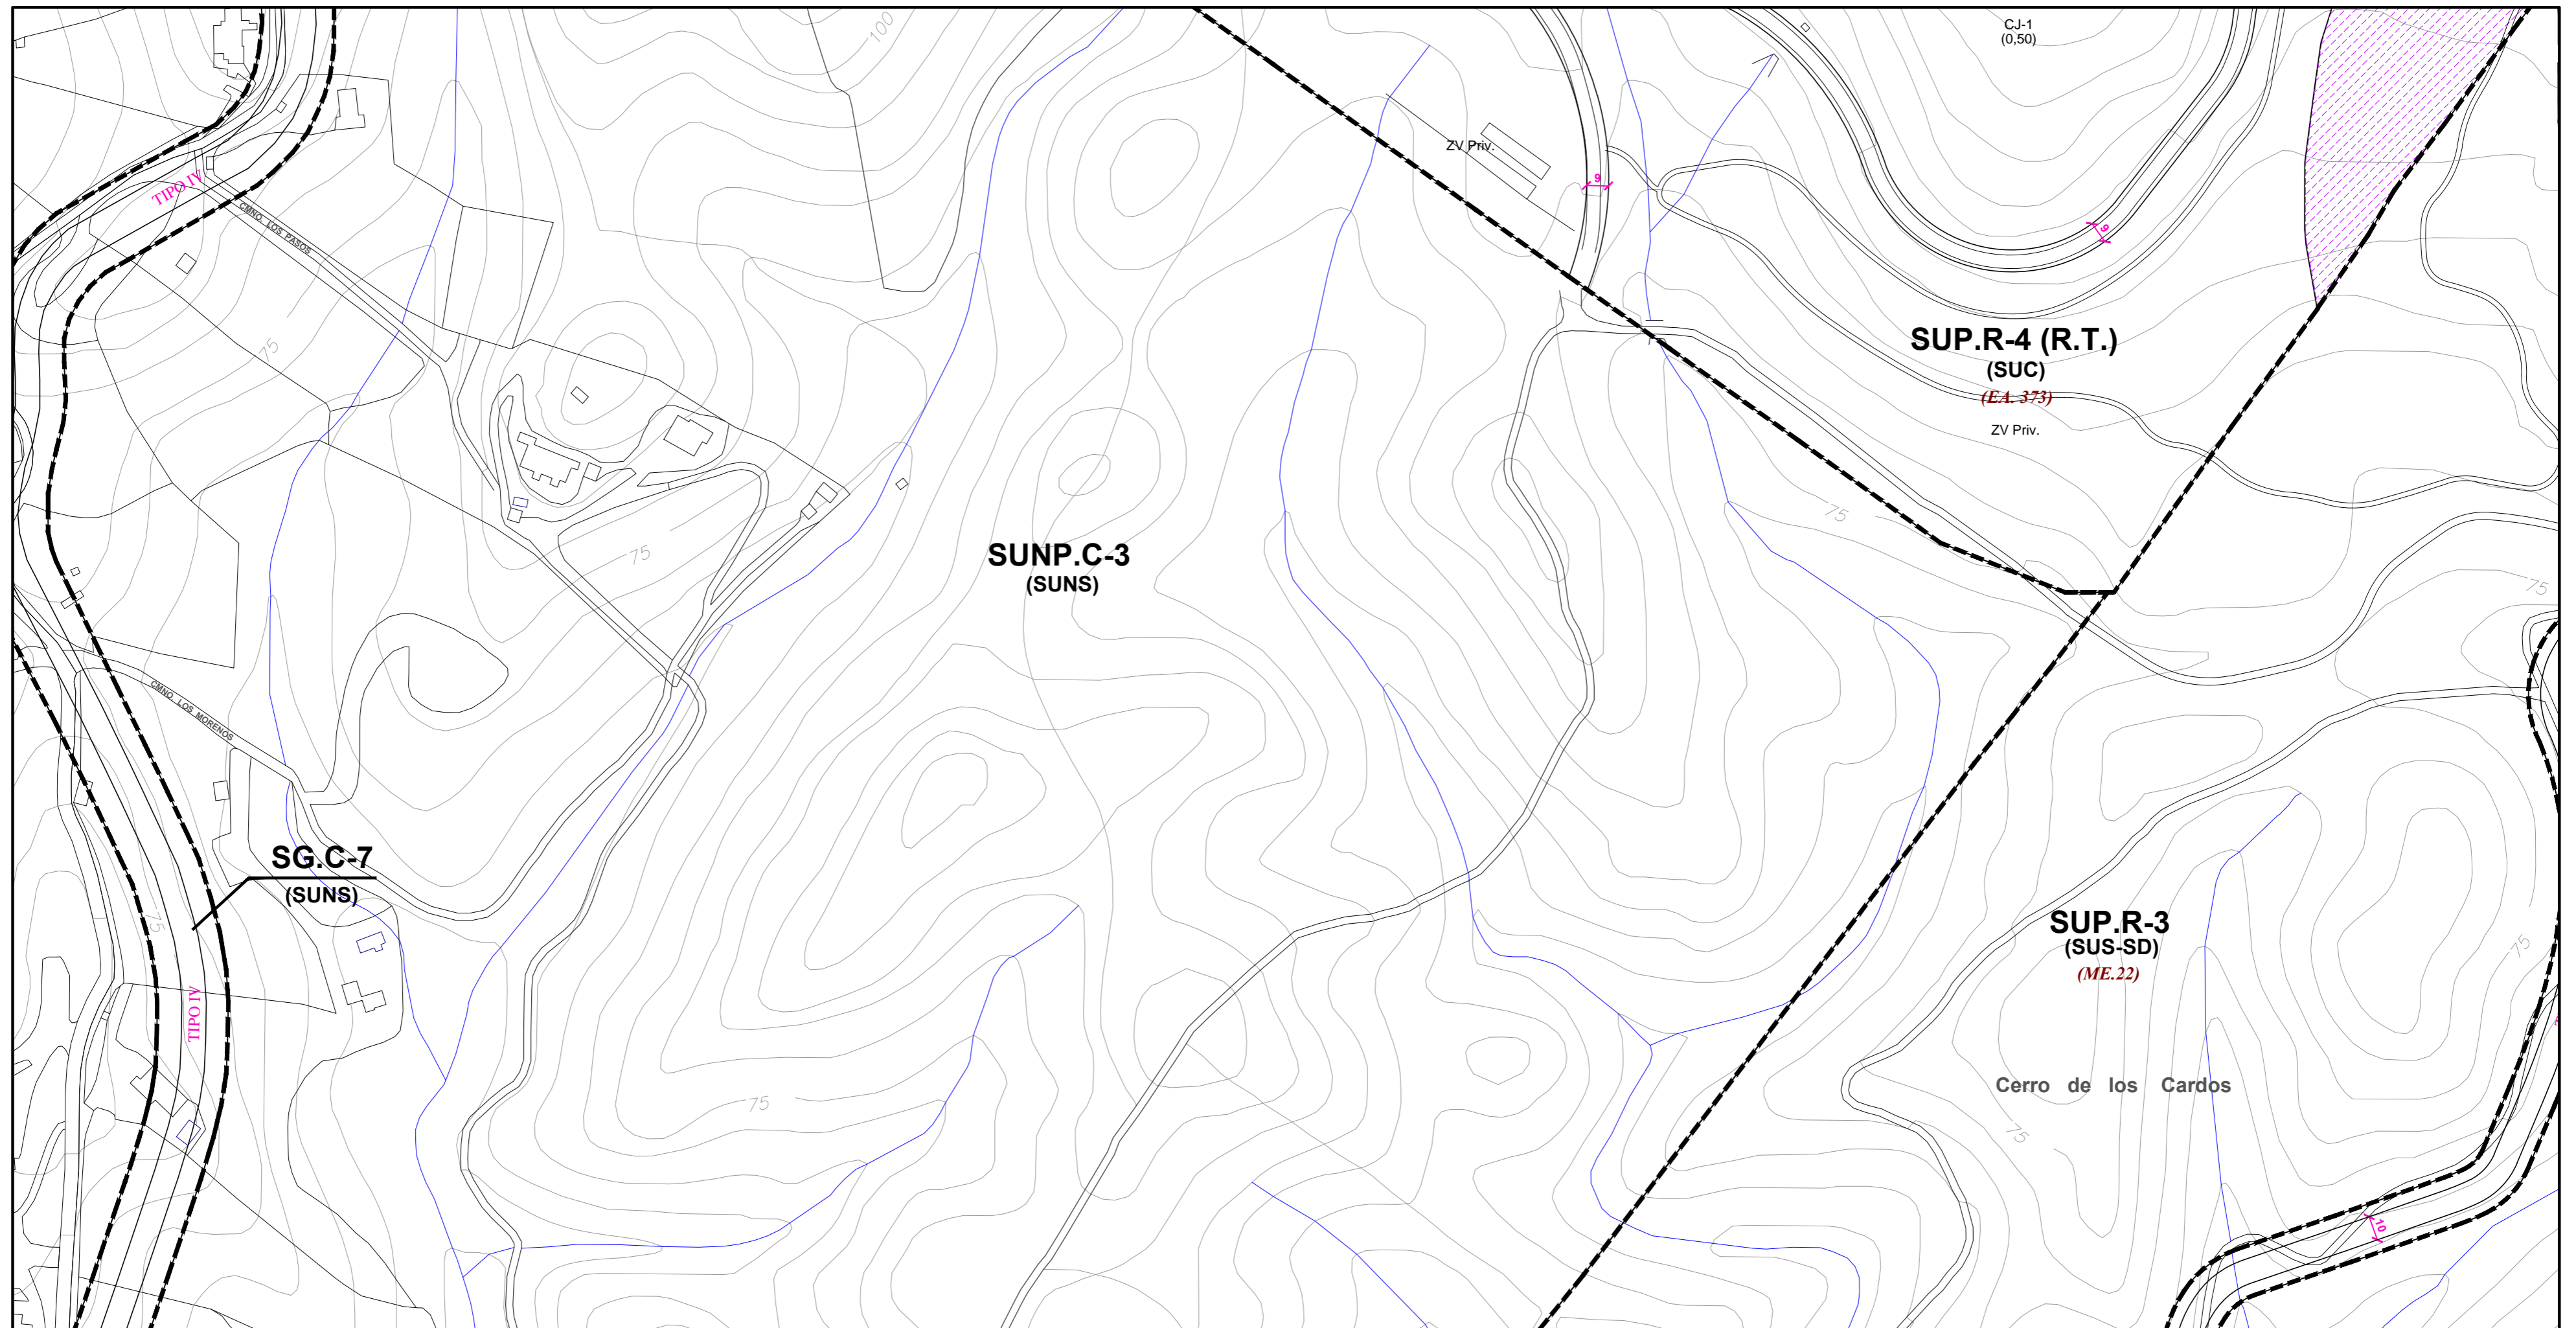 100
CJ-1
(0,50)
ZV Priv.
9
TIPO IV
CMNO LOS PASOS
9
75
SUP.R-4 (R.T.)
(SUC)
(EA. 373)
ZV Priv.
75
75
SUNP.C-3
(SUNS)
75
CMNO LOS MORENOS
SG.C-7
(SUNS)
75
SUP.R-3
(SUS-SD)
(ME.22)
75
TIPO IV
Cerro de los Cardos
75
75
10